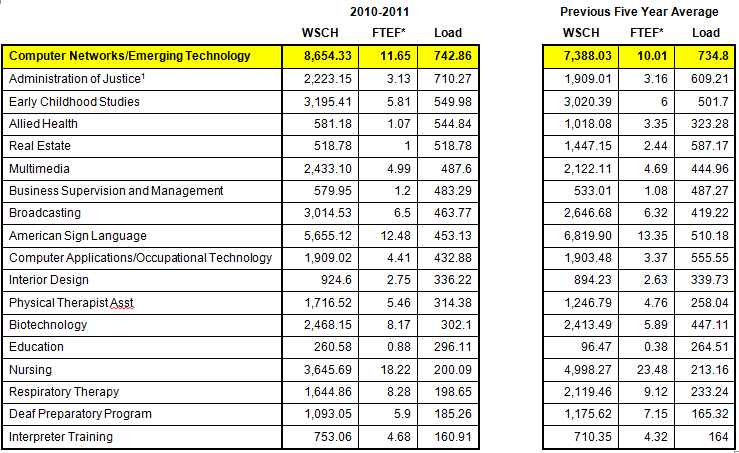 2010-2011 Previous Five Year Average
WSCH FTEF* Load WSCH FTEF* Load
Computer Networks/Emerging Technology 8,654.33 11.65 742.86 7,388.03 10.01 734.8
Administration of Justice¹ 2,223.15 3.13 710.27 1,909.01 3.16 609.21
Early Childhood Studies 3,195.41 5.81 549.98 3,020.39 6 501.7
Allied Health 581.18 1.07 544.84 1,018.08 3.35 323.28
Real Estate 518.78 1 518.78 1,447.15 2.44 587.17
Multimedia 2,433.10 4.99 487.6 2,122.11 4.69 444.96
Business Supervision and Management 579.95 1.2 483.29 533.01 1.08 487.27
Broadcasting 3,014.53 6.5 463.77 2,646.68 6.32 419.22
American Sign Language 5,655.12 12.48 453.13 6,819.90 13.35 510.18
Computer Applications/Occupational Technology 1,909.02 4.41 432.88 1,903.48 3.37 555.55
Interior Design 924.6 2.75 336.22 894.23 2.63 339.73
Physical Therapist Asst 1,716.52 5.46 314.38 1,246.79 4.76 258.04
Biotechnology 2,468.15 8.17 302.1 2,413.49 5.89 447.11
Education 260.58 0.88 296.11 96.47 0.38 264.51
Nursing 3,645.69 18.22 200.09 4,998.27 23.48 213.16
Respiratory Therapy 1,644.86 8.28 198.65 2,119.46 9.12 233.24
Deaf Preparatory Program 1,093.05 5.9 185.26 1,175.62 7.15 165.32
Interpreter Training 753.06 4.68 160.91 710.35 4.32 164